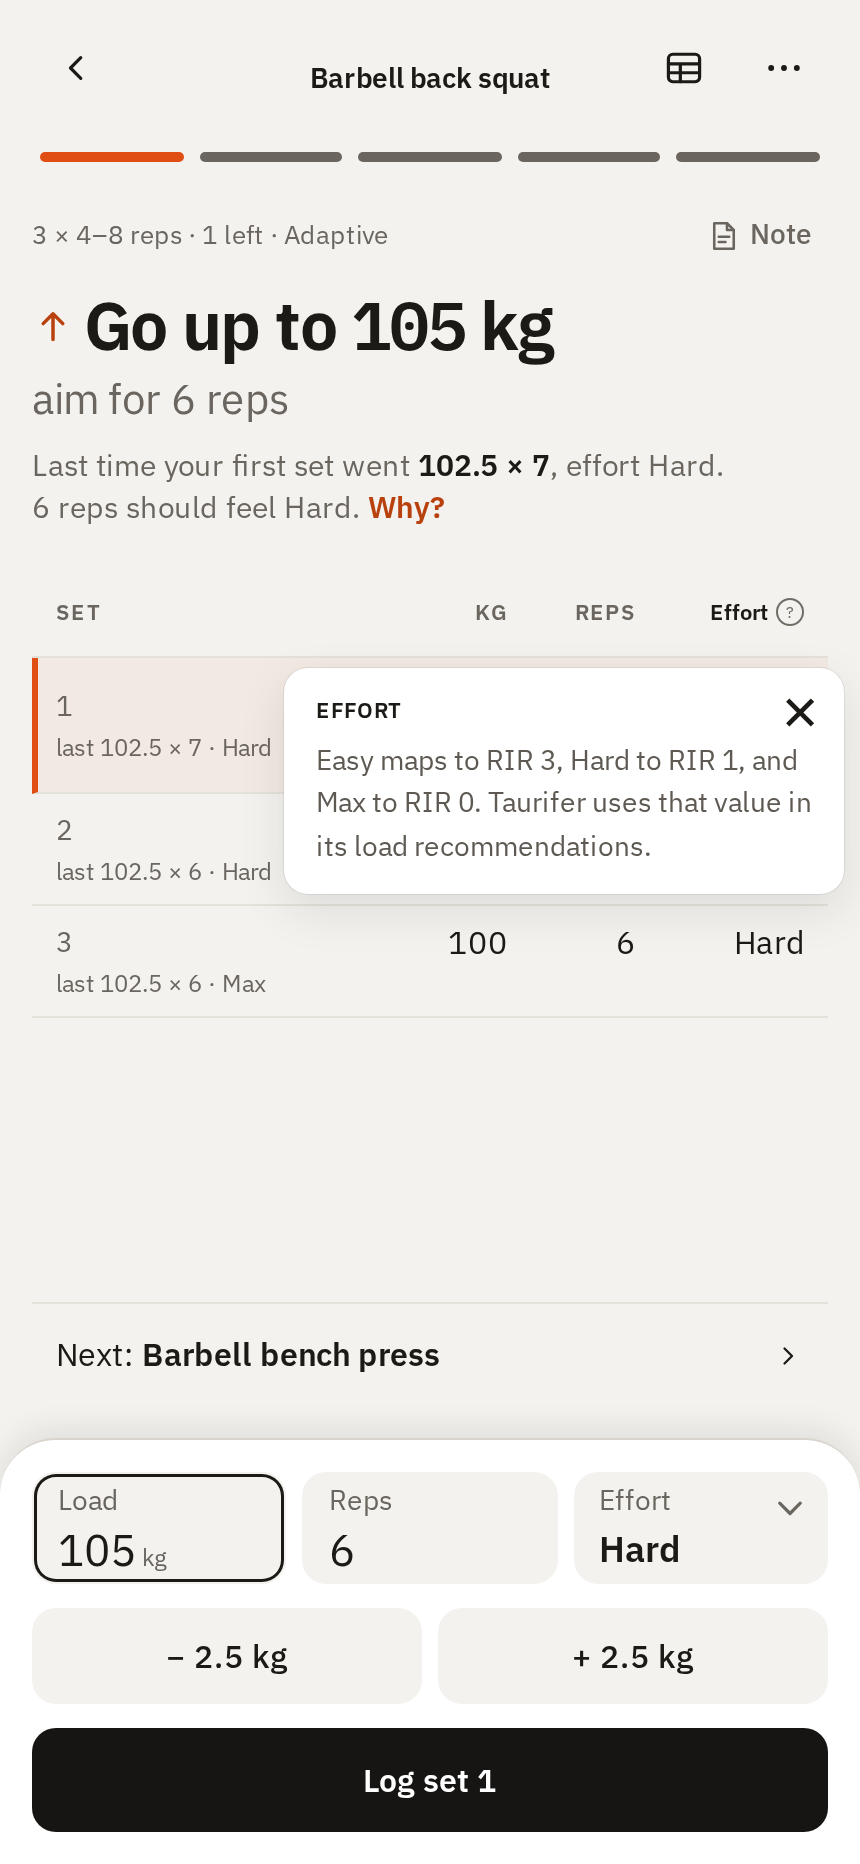 Barbell back squat
3 × 4–8 reps · 1 left · Adaptive
Note
↑ Go up to 105 kg
aim for 6 reps
Last time your first set went 102.5 × 7, effort Hard.
6 reps should feel Hard. Why?
SET KG REPS Effort ?
1
last 102.5 × 7 · Hard
EFFORT
Easy maps to RIR 3, Hard to RIR 1, and
Max to RIR 0. Taurifer uses that value in
its load recommendations.
2
last 102.5 × 6 · Hard
3 100 6 Hard
last 102.5 × 6 · Max
Next: Barbell bench press
Load Reps Effort
105 kg 6 Hard
− 2.5 kg + 2.5 kg
Log set 1